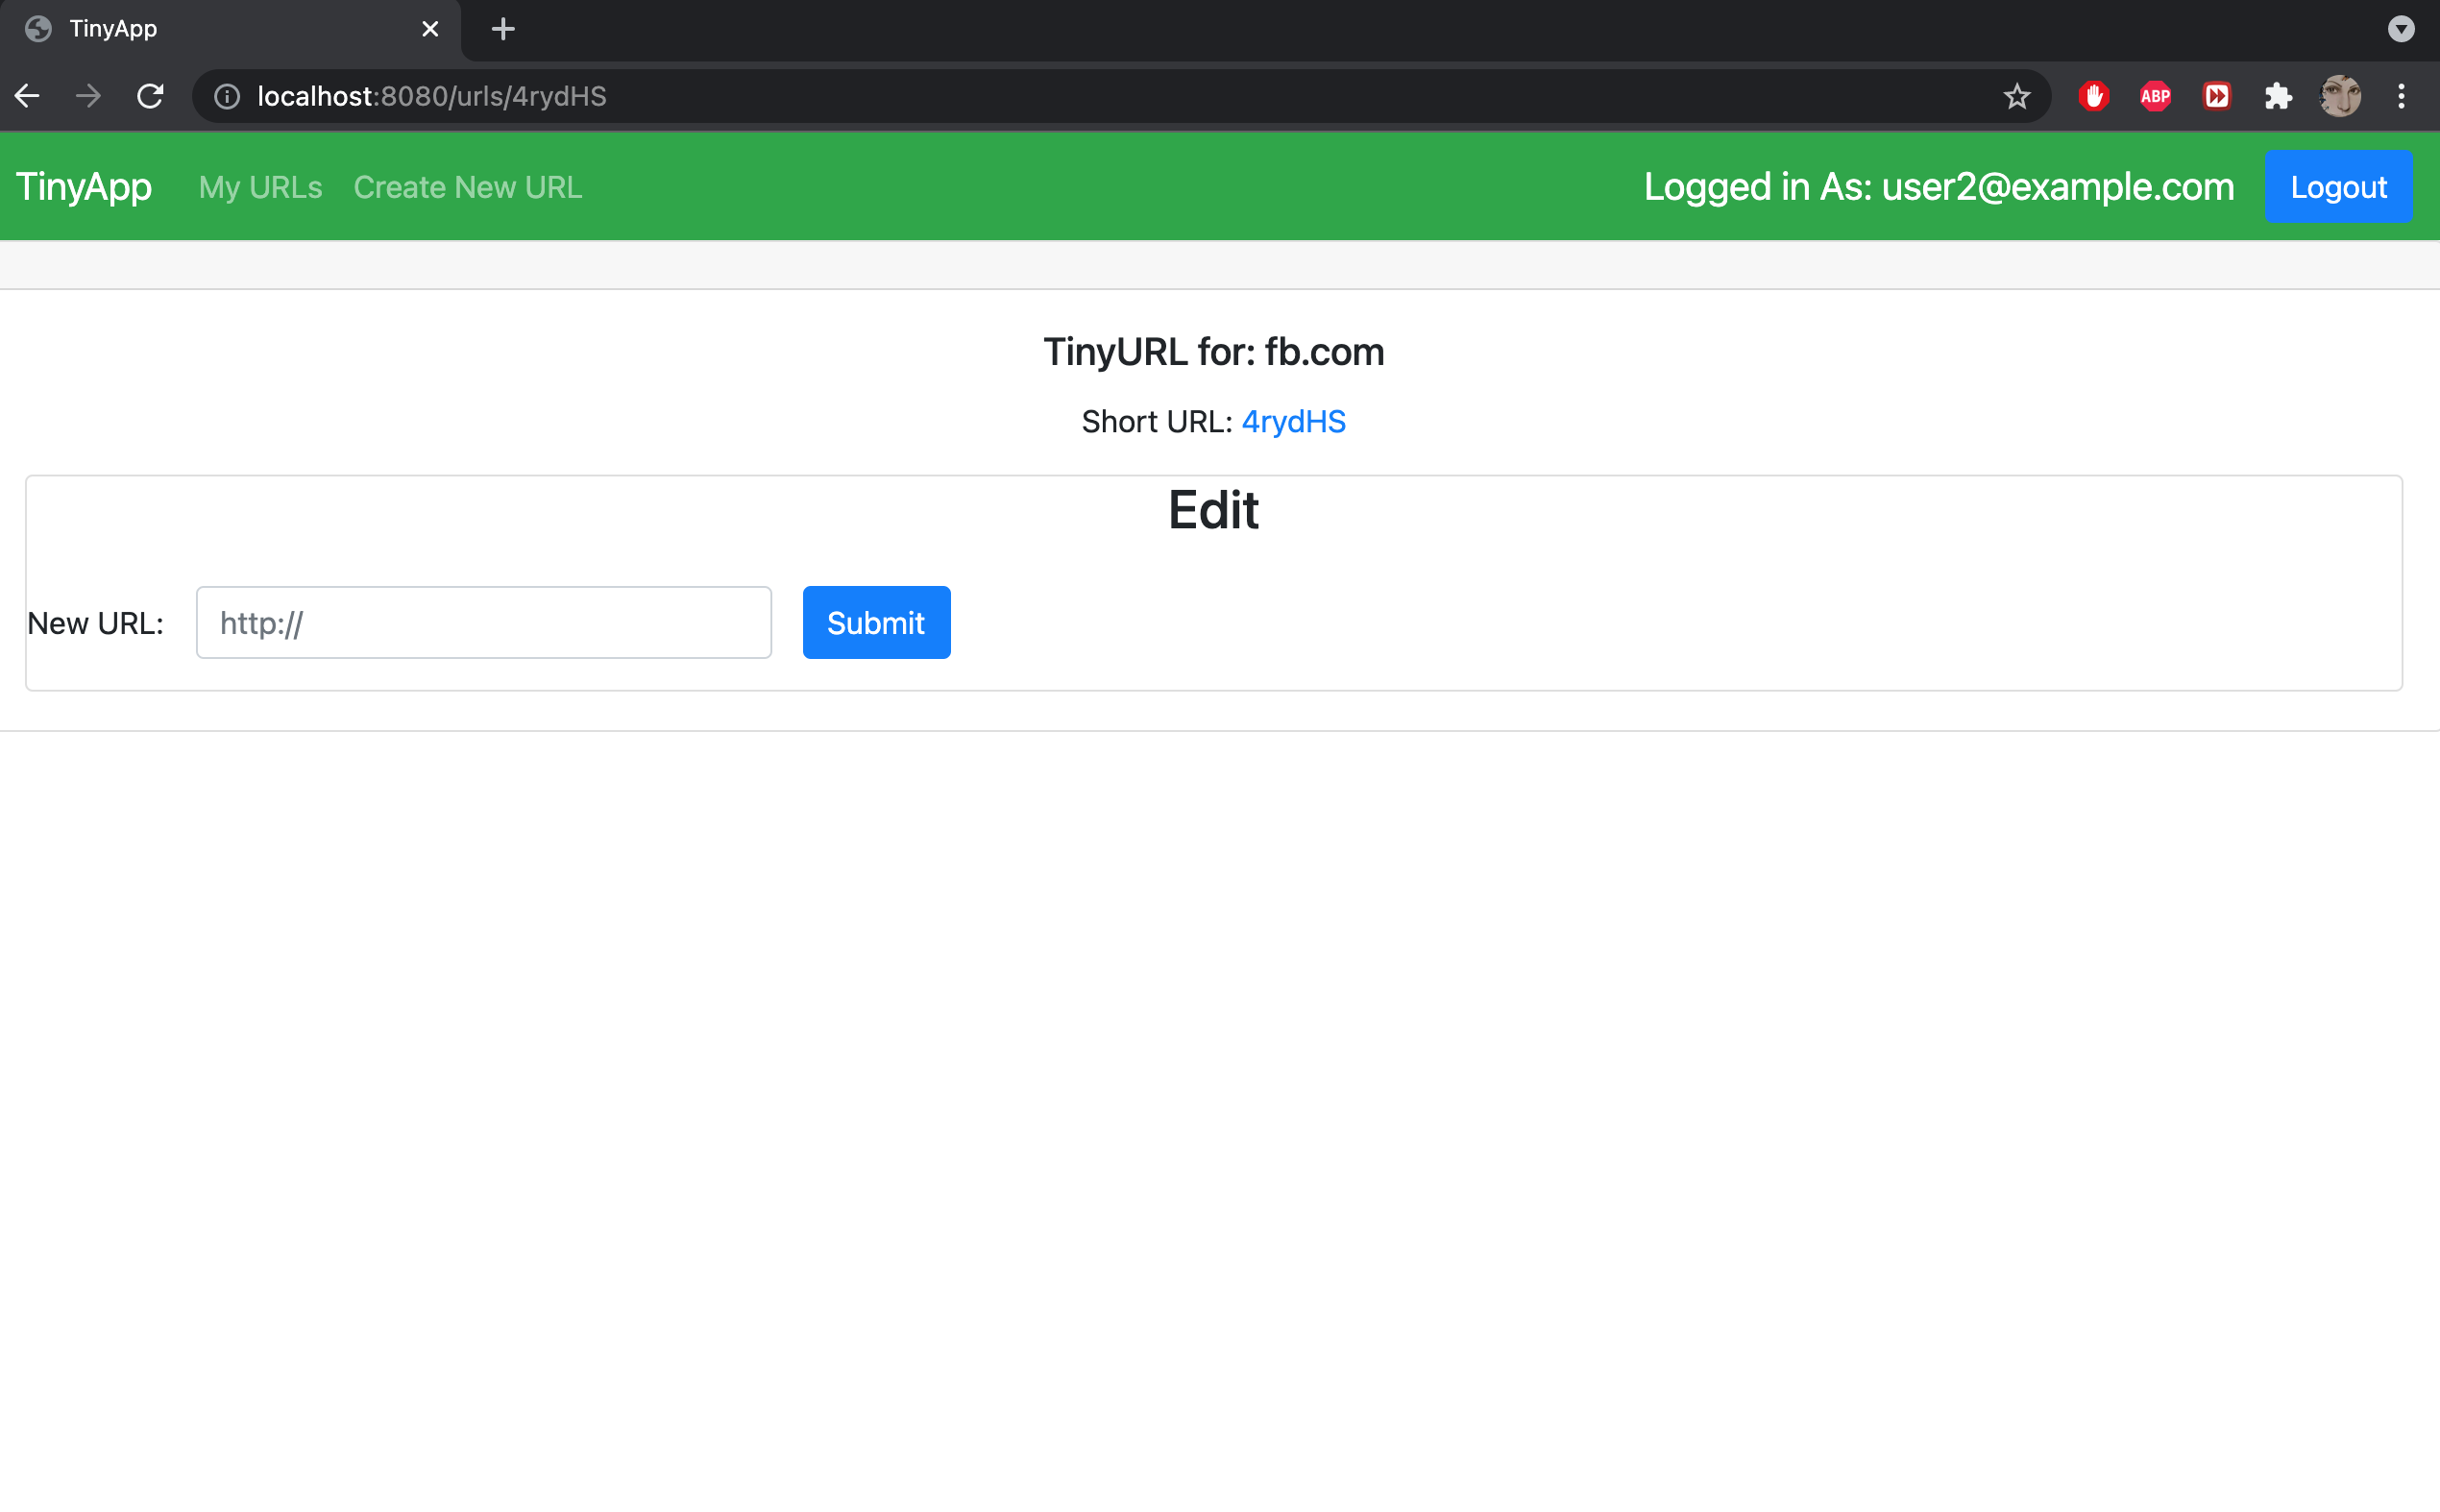 TinyApp
localhost:8080/urls/4rydHS
ABP
TinyApp My URLs Create New URL Logged in As: user2@example.com Logout
TinyURL for: fb.com
Short URL: 4rydHS
Edit
New URL: http:// Submit